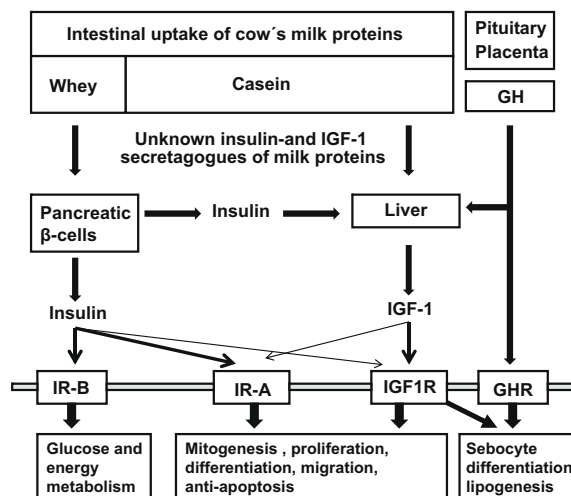 Intestinal uptake of cow´s milk proteins
Pituitary
Placenta
Whey
Casein
GH
Unknown insulin-and IGF-1
secretagogues of milk proteins
Pancreatic
β-cells
Insulin
Liver
Insulin
IGF-1
IR-B
IR-A
IGF1R
GHR
Glucose and
energy
metabolism
Mitogenesis , proliferation,
differentiation, migration,
anti-apoptosis
Sebocyte
differentiation
lipogenesis